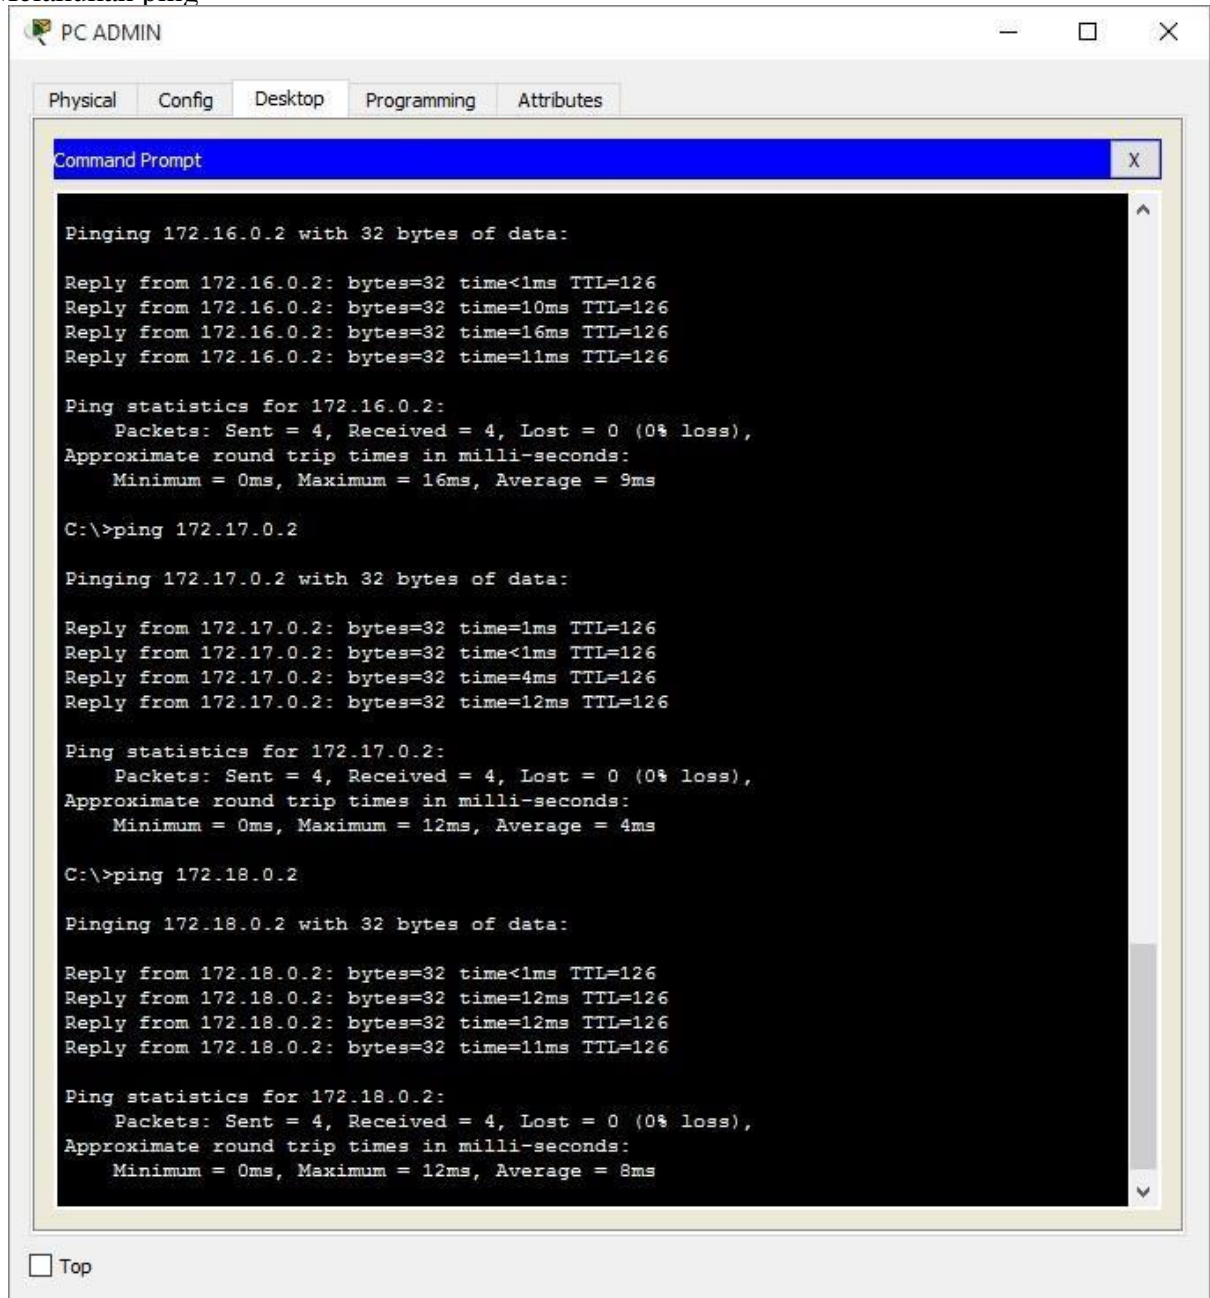 ping
PC ADMIN
Physical Config Desktop Programming Attributes
Command Prompt X
Pinging 172.16.0.2 with 32 bytes of data:
Reply from 172.16.0.2: bytes=32 time<1ms TTL=126
Reply from 172.16.0.2: bytes=32 time=10ms TTL=126
Reply from 172.16.0.2: bytes=32 time=16ms TTL=126
Reply from 172.16.0.2: bytes=32 time=11ms TTL=126
Ping statistics for 172.16.0.2:
Packets: Sent = 4, Received = 4, Lost = 0 (0% loss),
Approximate round trip times in milli-seconds:
Minimum = 0ms, Maximum = 16ms, Average = 9ms
C:\>ping 172.17.0.2
Pinging 172.17.0.2 with 32 bytes of data:
Reply from 172.17.0.2: bytes=32 time=1ms TTL=126
Reply from 172.17.0.2: bytes=32 time<1ms TTL=126
Reply from 172.17.0.2: bytes=32 time=4ms TTL=126
Reply from 172.17.0.2: bytes=32 time=12ms TTL=126
Ping statistics for 172.17.0.2:
Packets: Sent = 4, Received = 4, Lost = 0 (0% loss),
Approximate round trip times in milli-seconds:
Minimum = 0ms, Maximum = 12ms, Average = 4ms
C:\>ping 172.18.0.2
Pinging 172.18.0.2 with 32 bytes of data:
Reply from 172.18.0.2: bytes=32 time<1ms TTL=126
Reply from 172.18.0.2: bytes=32 time=12ms TTL=126
Reply from 172.18.0.2: bytes=32 time=12ms TTL=126
Reply from 172.18.0.2: bytes=32 time=11ms TTL=126
Ping statistics for 172.18.0.2:
Packets: Sent = 4, Received = 4, Lost = 0 (0% loss),
Approximate round trip times in milli-seconds:
Minimum = 0ms, Maximum = 12ms, Average = 8ms
Top